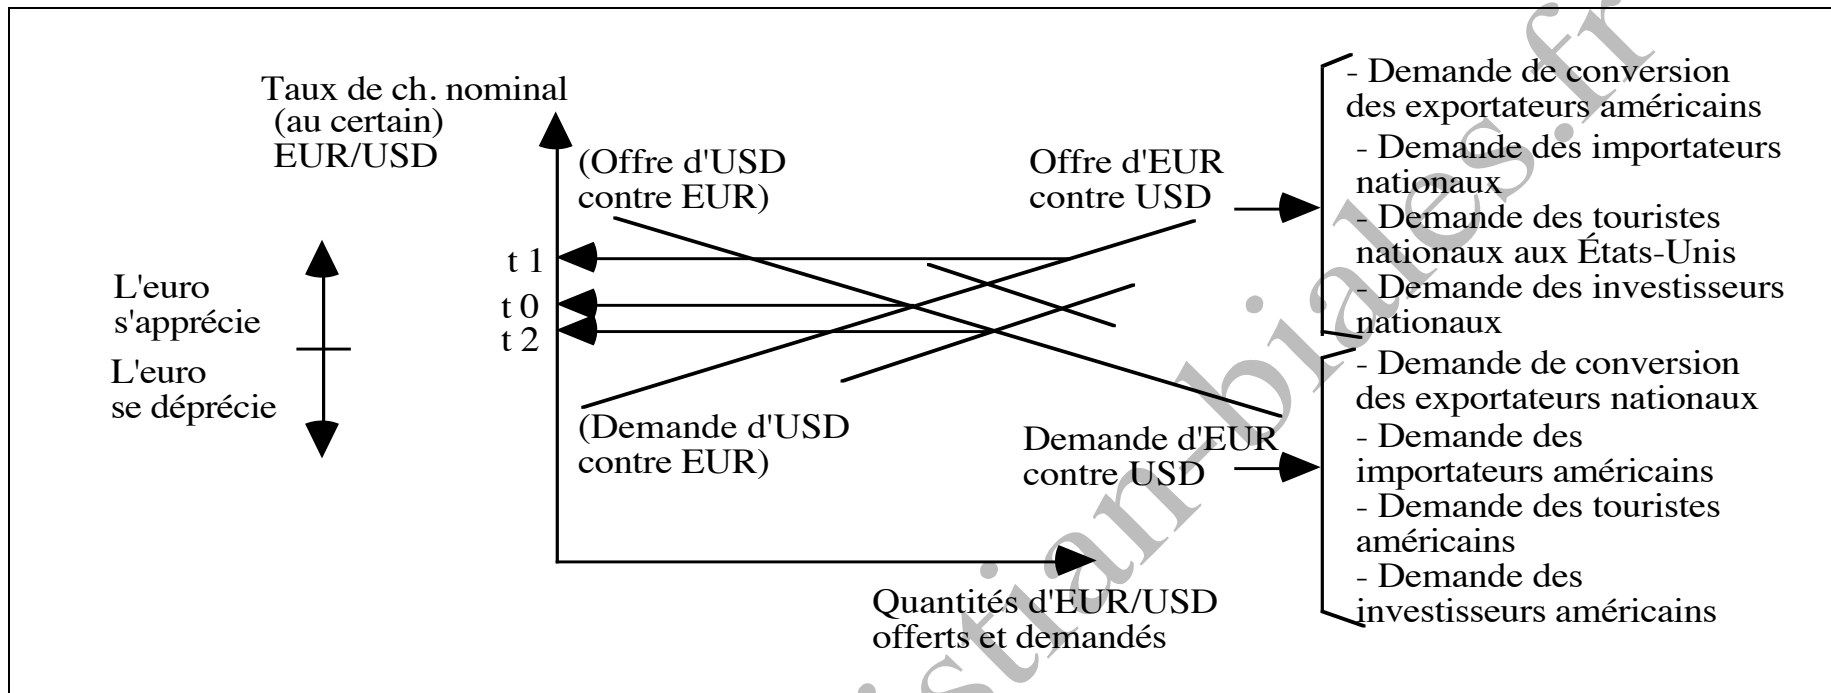 Taux de ch. nominal
(au certain)
EUR/USD
L'euro
s'apprécie
L'euro
se déprécie
(Offre d'USD
contre EUR)
Offre d'EUR
contre USD
t 1
t 0
t 2
(Demande d'USD
contre EUR)
Demande d'EUR
contre USD
Quantités d'EUR/USD
offerts et demandés
- Demande de conversion
des exportateurs américains
- Demande des importateurs
nationaux
- Demande des touristes
nationaux aux États-Unis
- Demande des investisseurs
nationaux
- Demande de conversion
des exportateurs nationaux
- Demande des
importateurs américains
- Demande des touristes
américains
- Demande des
investisseurs américains
stian-biales.fr